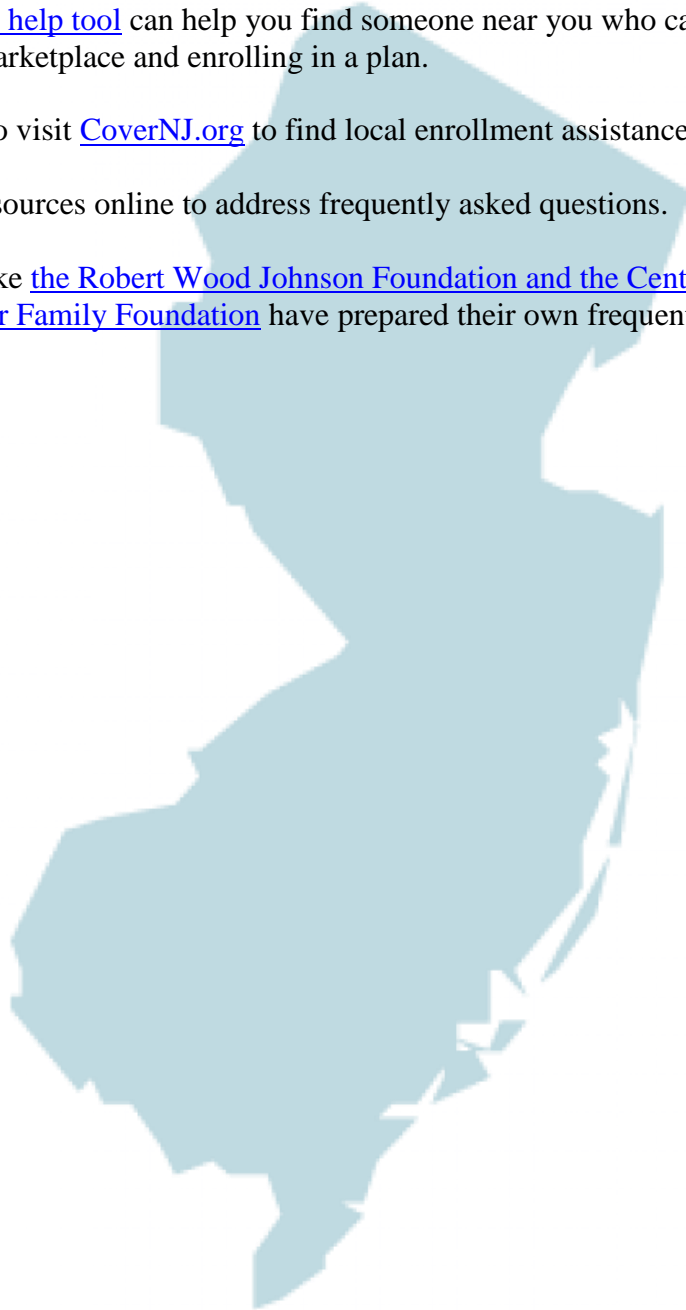 help tool can help you find someone near you who ca
arketplace and enrolling in a plan.
o visit CoverNJ.org to find local enrollment assistance
sources online to address frequently asked questions.
ke the Robert Wood Johnson Foundation and the Cent
r Family Foundation have prepared their own frequent